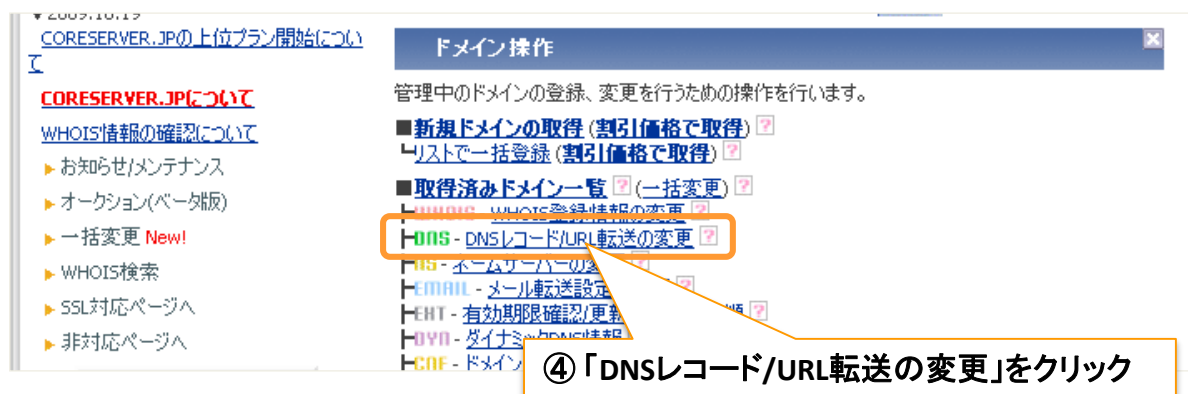 CORESERVER.JPの上位プラン開始につい
て
CORESERVER.JPについて
WHOIS情報の確認について
お知らせ/メンテナンス
オークション(ベータ版)
一括変更 New!
WHOIS検索
SSL対応ページへ
非対応ページへ
ドメイン操作
管理中のドメインの登録、変更を行うための操作を行います。
■新規ドメインの取得 (割引価格で取得) ?
┗リストで一括登録 (割引価格で取得) ?
■取得済みドメイン一覧 ? (一括変更) ?
┣WHOIS - WHOIS登録情報の変更 ?
┣DNS - DNSレコード/URL転送の変更 ?
┣NS - ネームサーバーの変 ?
┣EMAIL - メール転送設定 ?
┣EXT - 有効期限確認/更新 ?
┣DYN - ダイナミックDNS情報
┣CNF - ドメイン
④「DNSレコード/URL転送の変更」をクリック